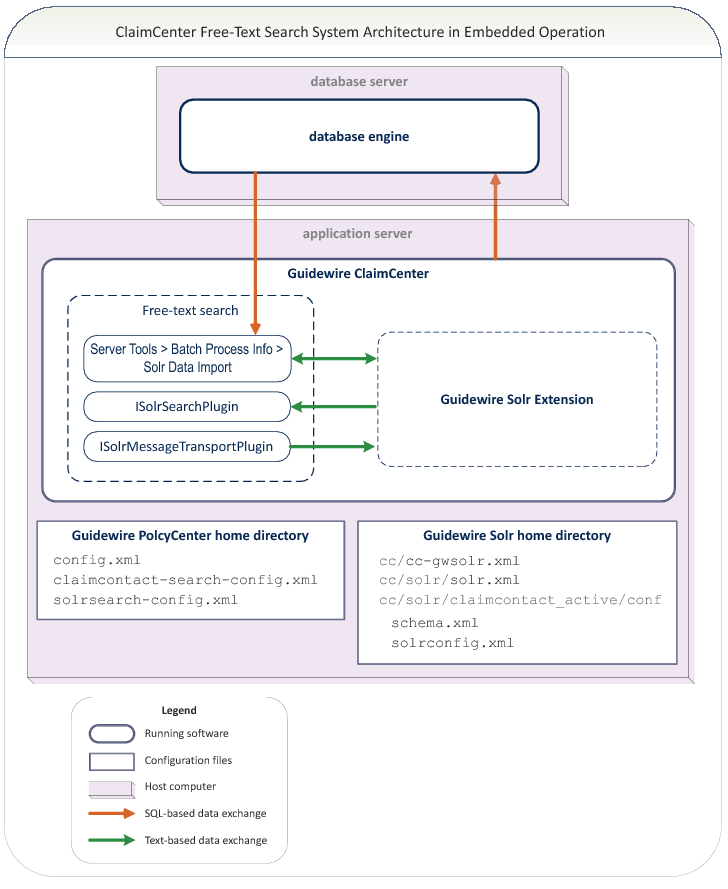 ClaimCenter Free-Text Search System Architecture in Embedded Operation
database server
database engine
application server
Guidewire ClaimCenter
Free-text search
Server Tools > Batch Process Info >
Solr Data Import
ISolrSearchPlugin
ISolrMessageTransportPlugin
Guidewire Solr Extension
Guidewire PolcyCenter home directory
config.xml
claimcontact-search-config.xml
solrsearch-config.xml
Guidewire Solr home directory
cc/cc-gwsolr.xml
cc/solr/solr.xml
cc/solr/claimcontact_active/conf
schema.xml
solrconfig.xml
Legend
Running software
Configuration files
Host computer
SQL-based data exchange
Text-based data exchange